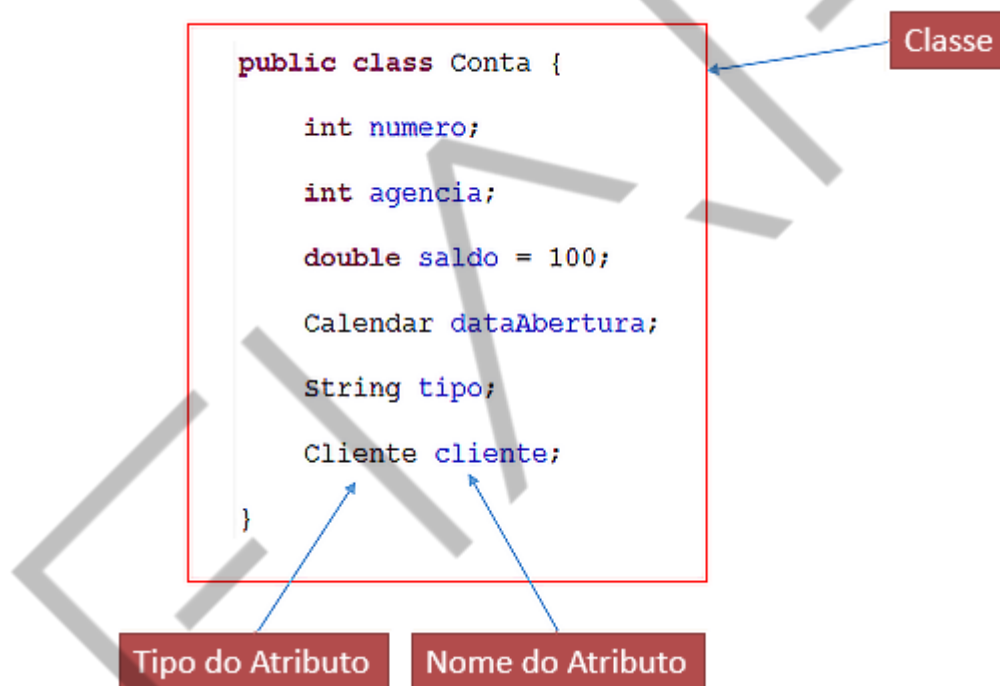 Classe
public class Conta {
int numero;
int agencia;
double saldo = 100;
Calendar dataAbertura;
String tipo;
Cliente cliente;
}
Tipo do Atributo
Nome do Atributo